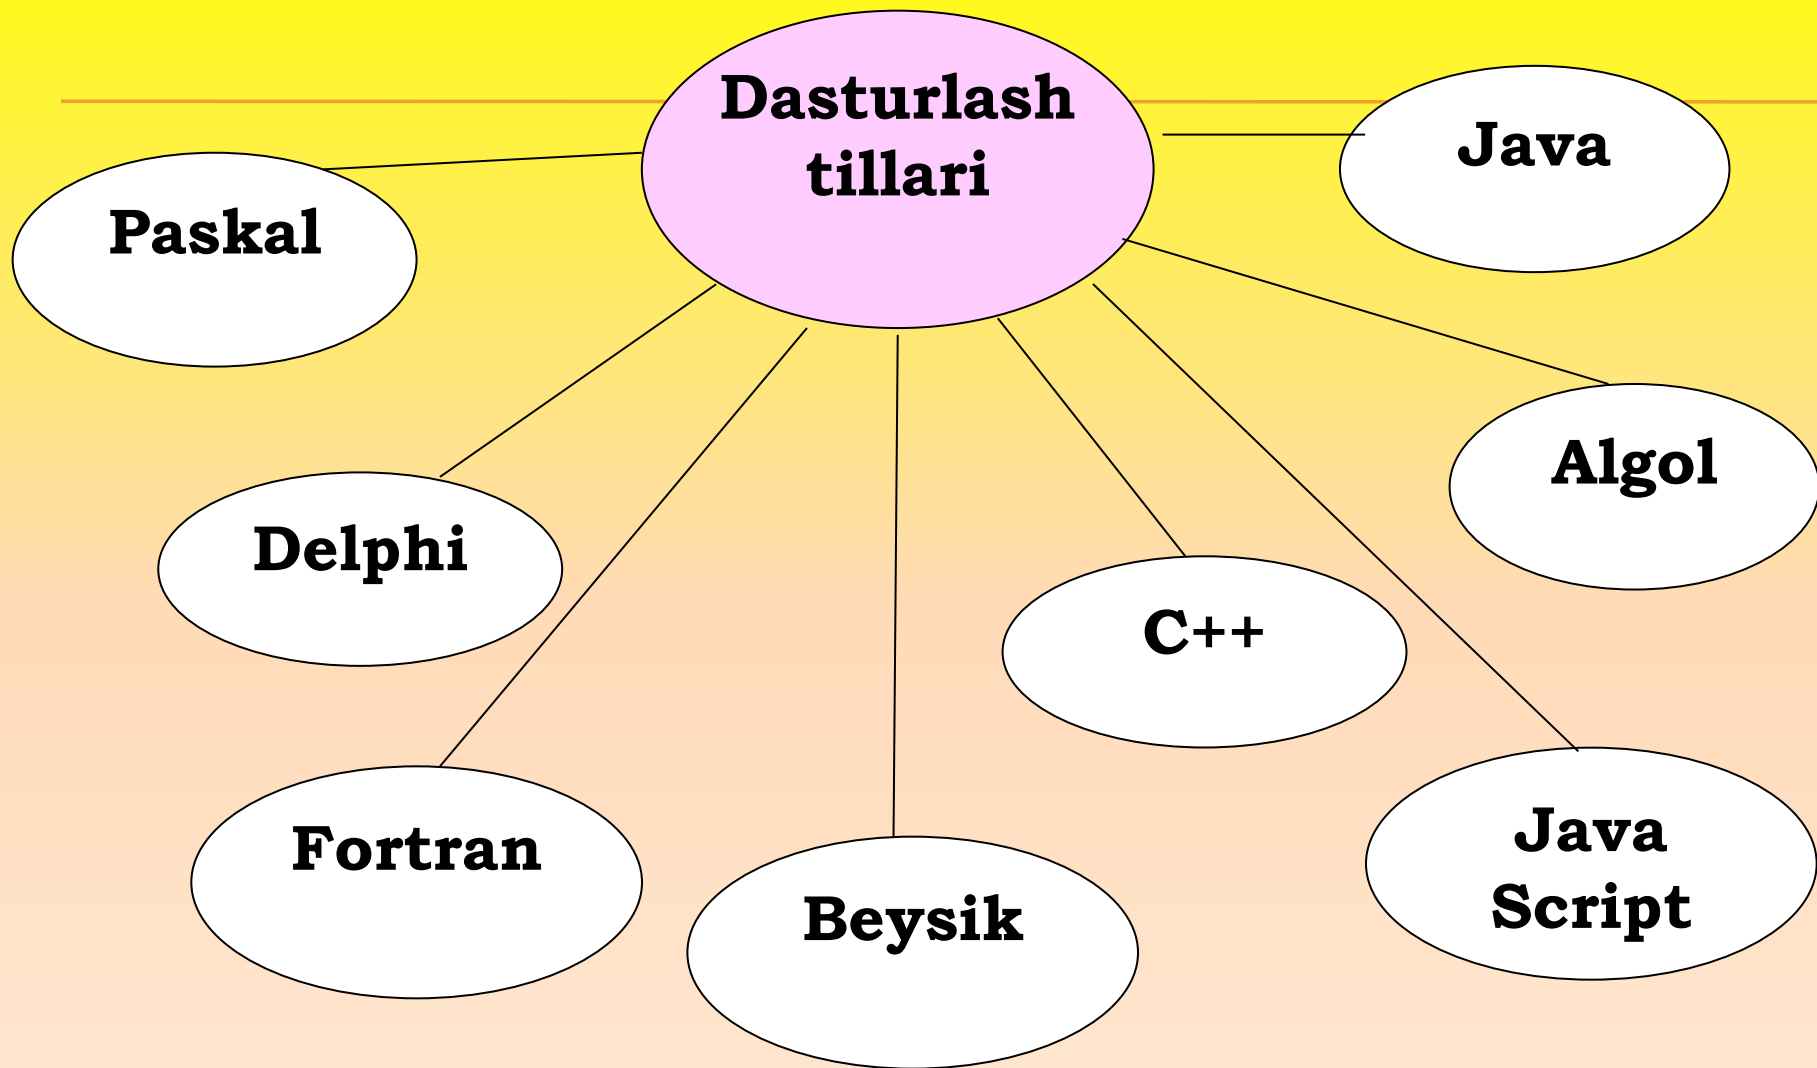 Dasturlash
tillari
Java
Paskal
Algol
Delphi
C++
Fortran
Java
Script
Beysik